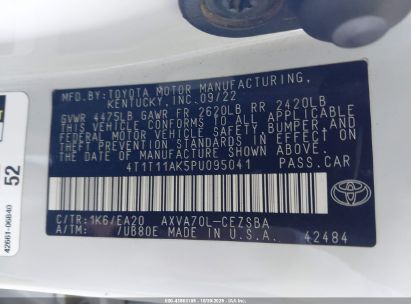 MFD.BY:TOYOTA MOTOR MANUFACTURING,
KENTUCKY,INC.09/22
GVWR 4475LB GAWR FR 2620LB RR 2420LB
THIS VEHICLE CONFORMS TO ALL APPLICABLE
FEDERAL MOTOR VEHICLE SAFETY, BUMPER,AND
THEFT PREVENTION STANDARDS IN EFFECT ON
THE DATE OF MANUFACTURE SHOWN ABOVE.
4T1T11AK5PU095041 PASS.CAR
C/TR:1K6/EA20 AXVA70L-CEZSBA
A/TM: /UB80E MADE IN U.S.A.
42484
TOYOTA
52